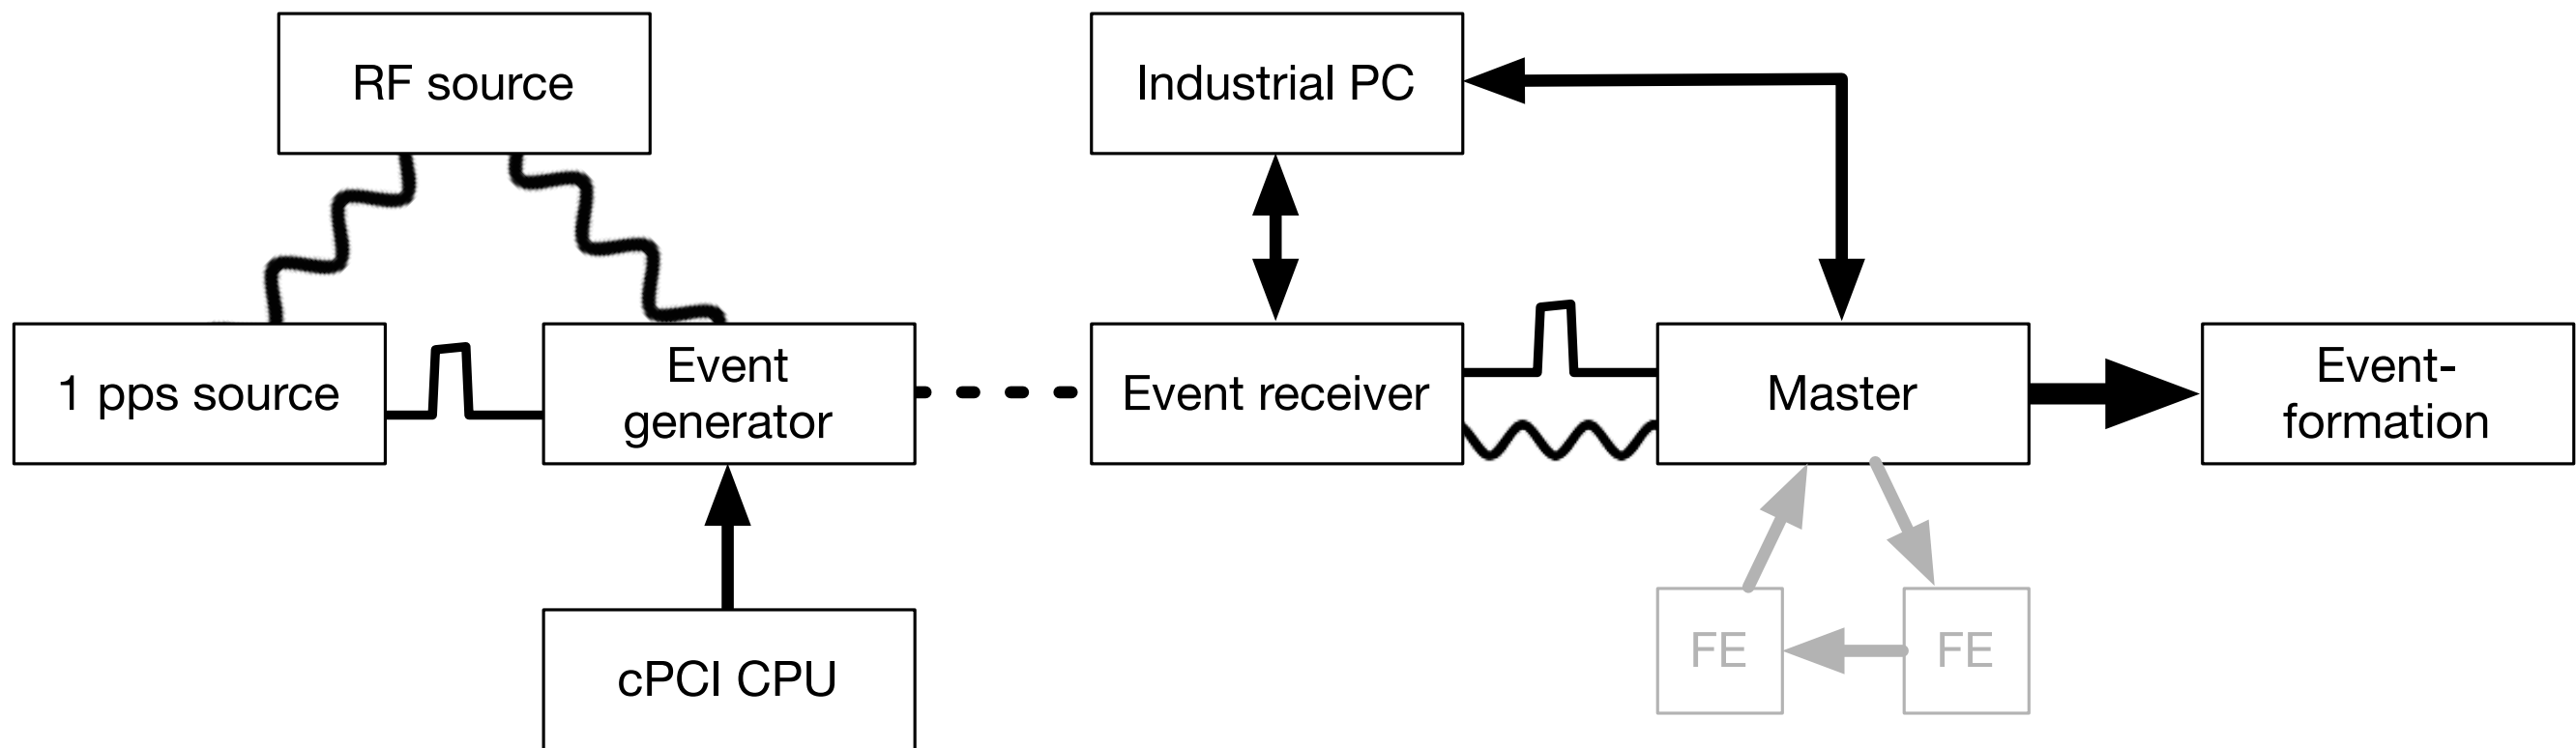 RF source
Industrial PC
1 pps source
Event
generator
Event receiver
Master
Event-
formation
cPCI CPU
FE
FE